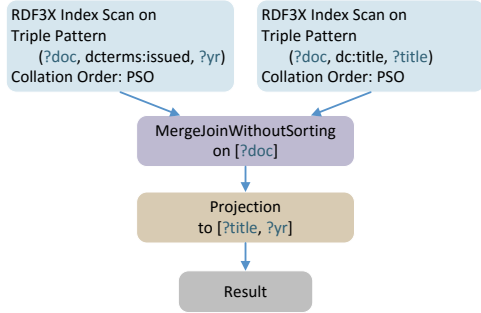 RDF3X Index Scan on
Triple Pattern
(?doc, dcterms:issued, ?yr)
Collation Order: PSO
RDF3X Index Scan on
Triple Pattern
(?doc, dc:title, ?title)
Collation Order: PSO
MergeJoinWithoutSorting
on [?doc]
Projection
to [?title, ?yr]
Result